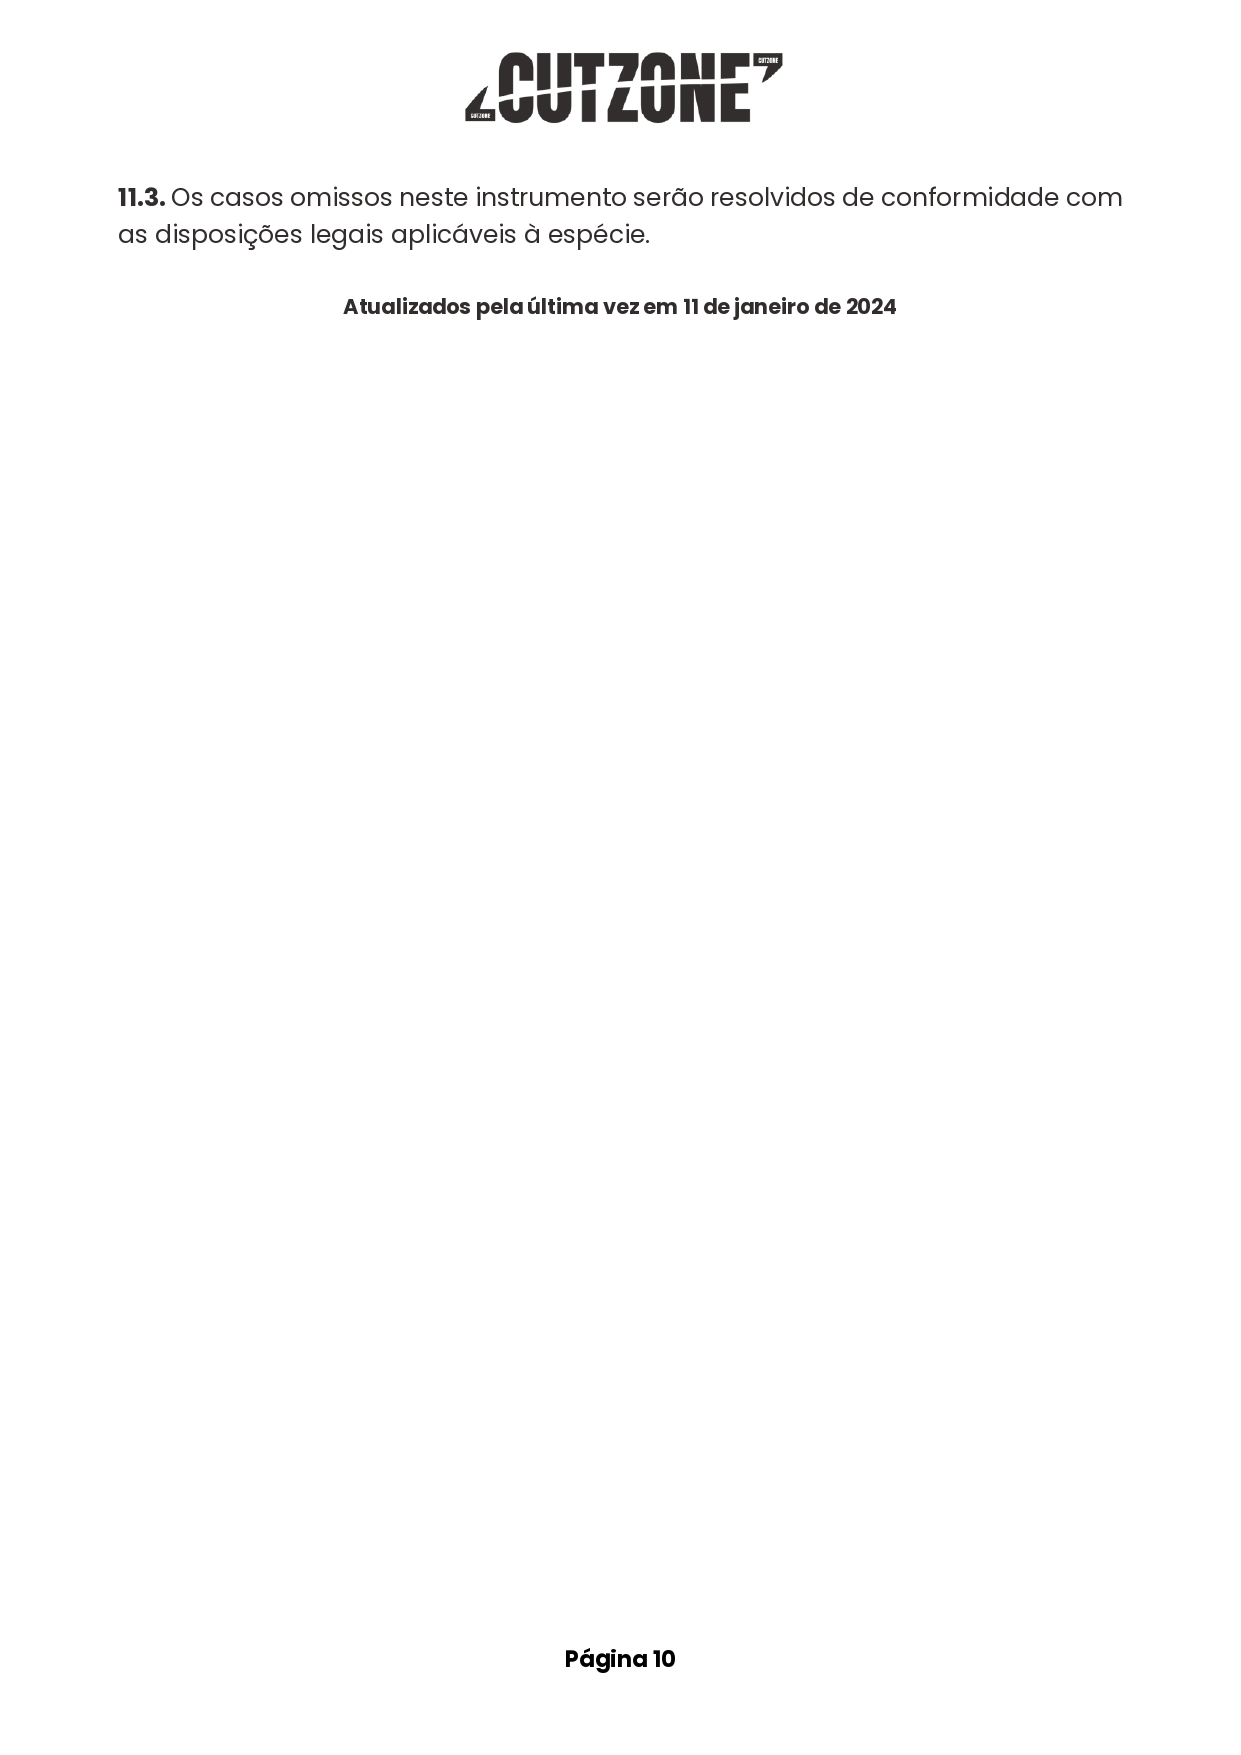 CUTZONE
CUTZONE
CUTZONE
11.3. Os casos omissos neste instrumento serão resolvidos de conformidade com
as disposições legais aplicáveis à espécie.
Atualizados pela última vez em 11 de janeiro de 2024
Página 10